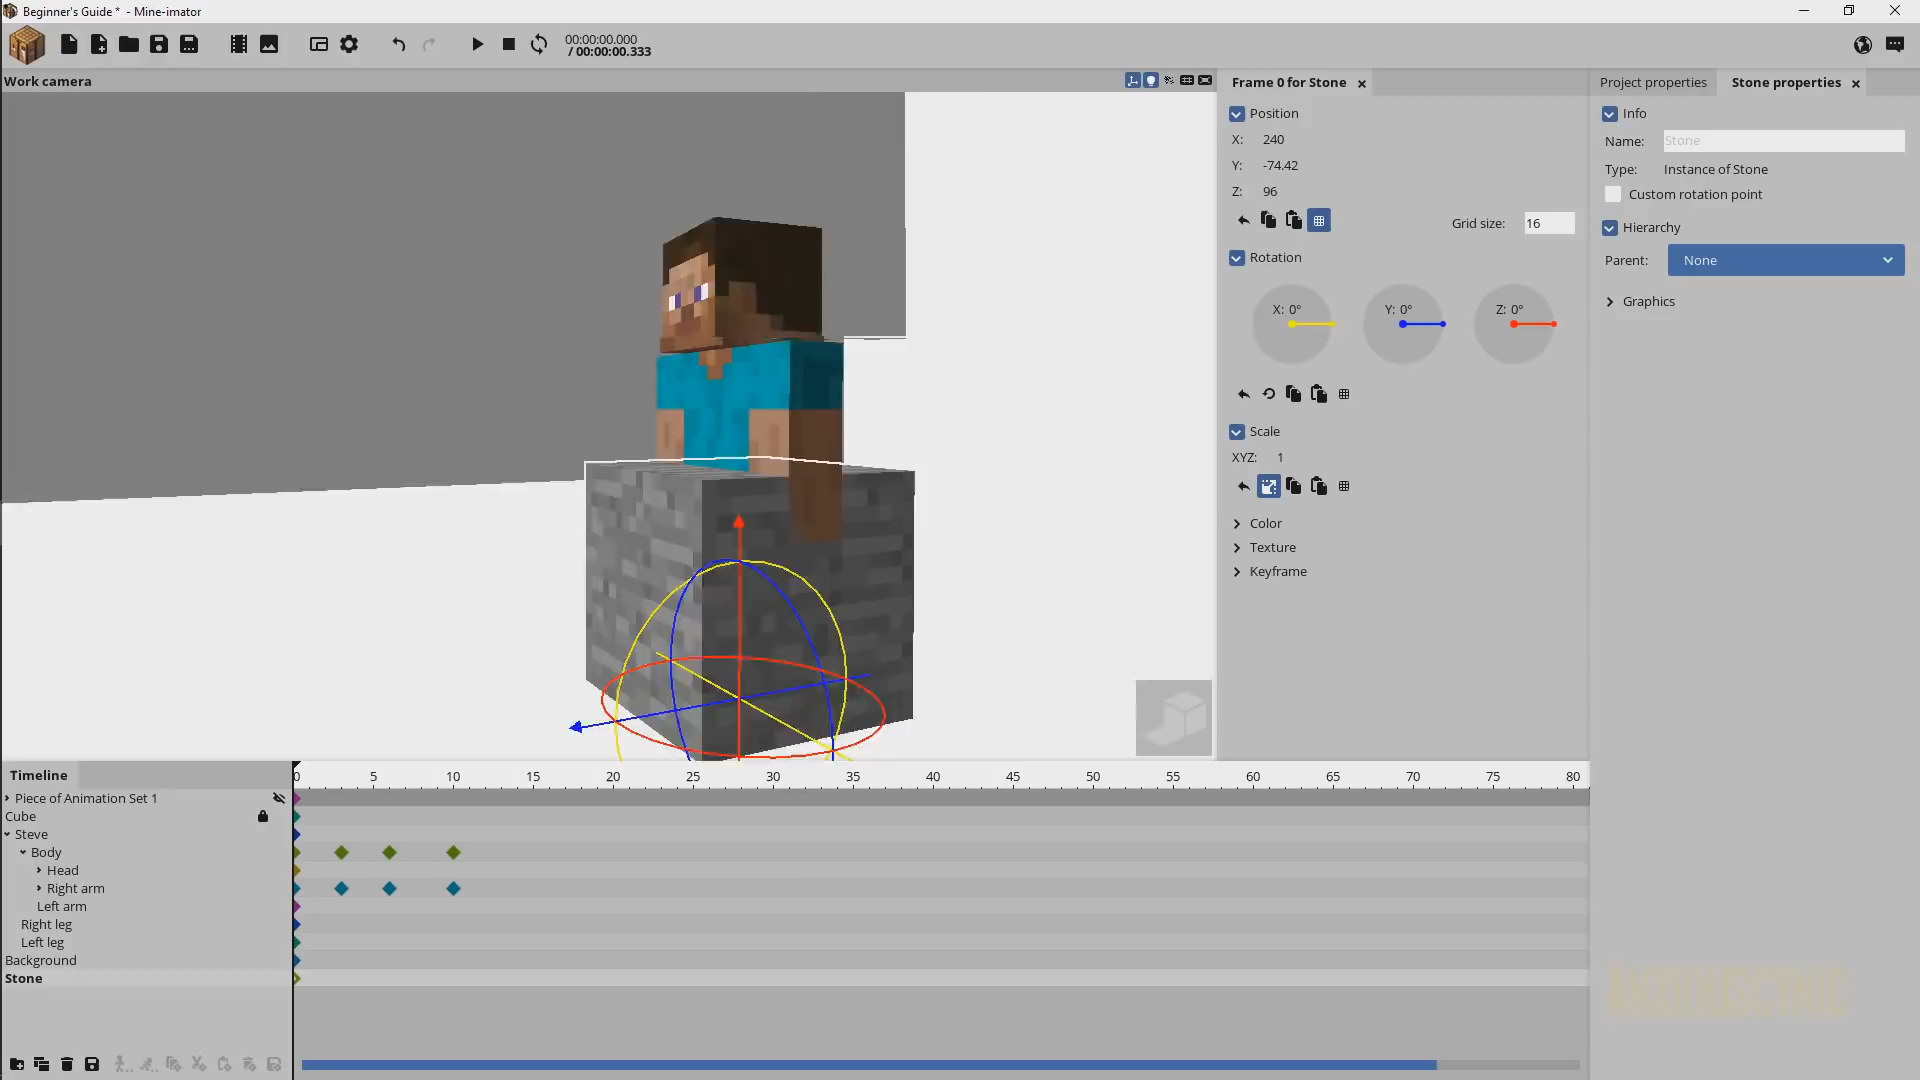 Beginner's Guide * - Mine-imator
00:00:00.000
/ 00:00:00.333
Work camera
Frame 0 for Stone
Position
X: 240
Y: -74.42
Z: 96
Grid size: 16
Rotation
X: 0° Y: 0° Z: 0°
Scale
XYZ: 1
Color
Texture
Keyframe
Project properties
Stone properties
Info
Name: Stone
Type: Instance of Stone
Custom rotation point
Hierarchy
Parent: None
Graphics
Timeline
0 5 10 15 20 25 30 35 40 45 50 55 60 65 70 75 80
Piece of Animation Set 1
Cube
Steve
Body
Head
Right arm
Left arm
Right leg
Left leg
Background
Stone